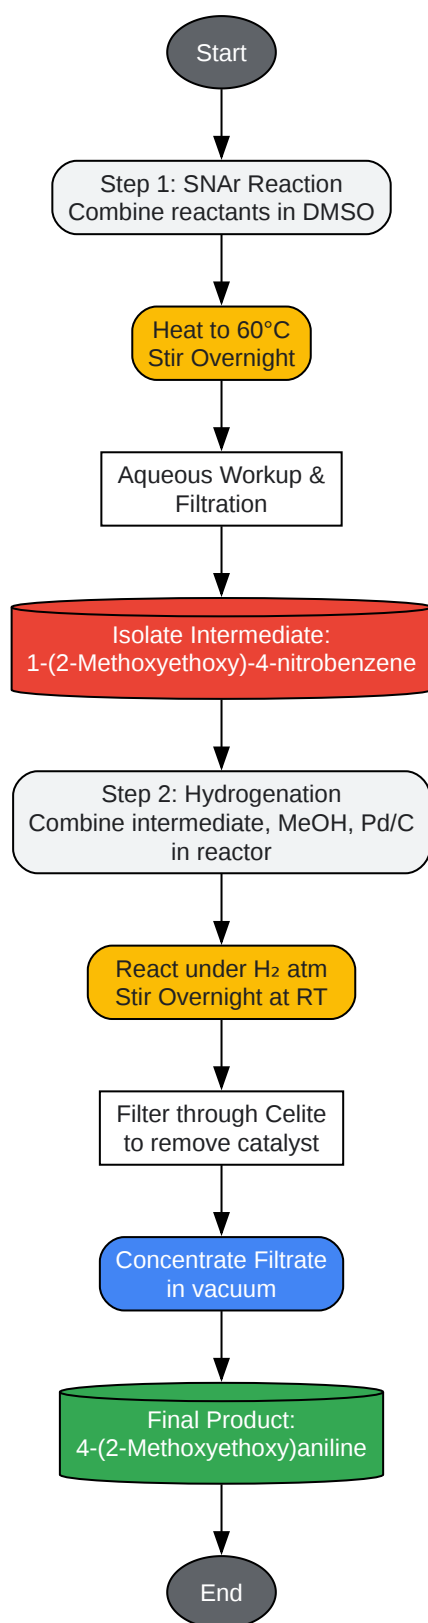 Start
Step 1: SNAr Reaction
Combine reactants in DMSO
Heat to 60°C
Stir Overnight
Aqueous Workup &
Filtration
Isolate Intermediate:
1-(2-Methoxyethoxy)-4-nitrobenzene
Step 2: Hydrogenation
Combine intermediate, MeOH, Pd/C
in reactor
React under H₂ atm
Stir Overnight at RT
Filter through Celite
to remove catalyst
Concentrate Filtrate
in vacuum
Final Product:
4-(2-Methoxyethoxy)aniline
End